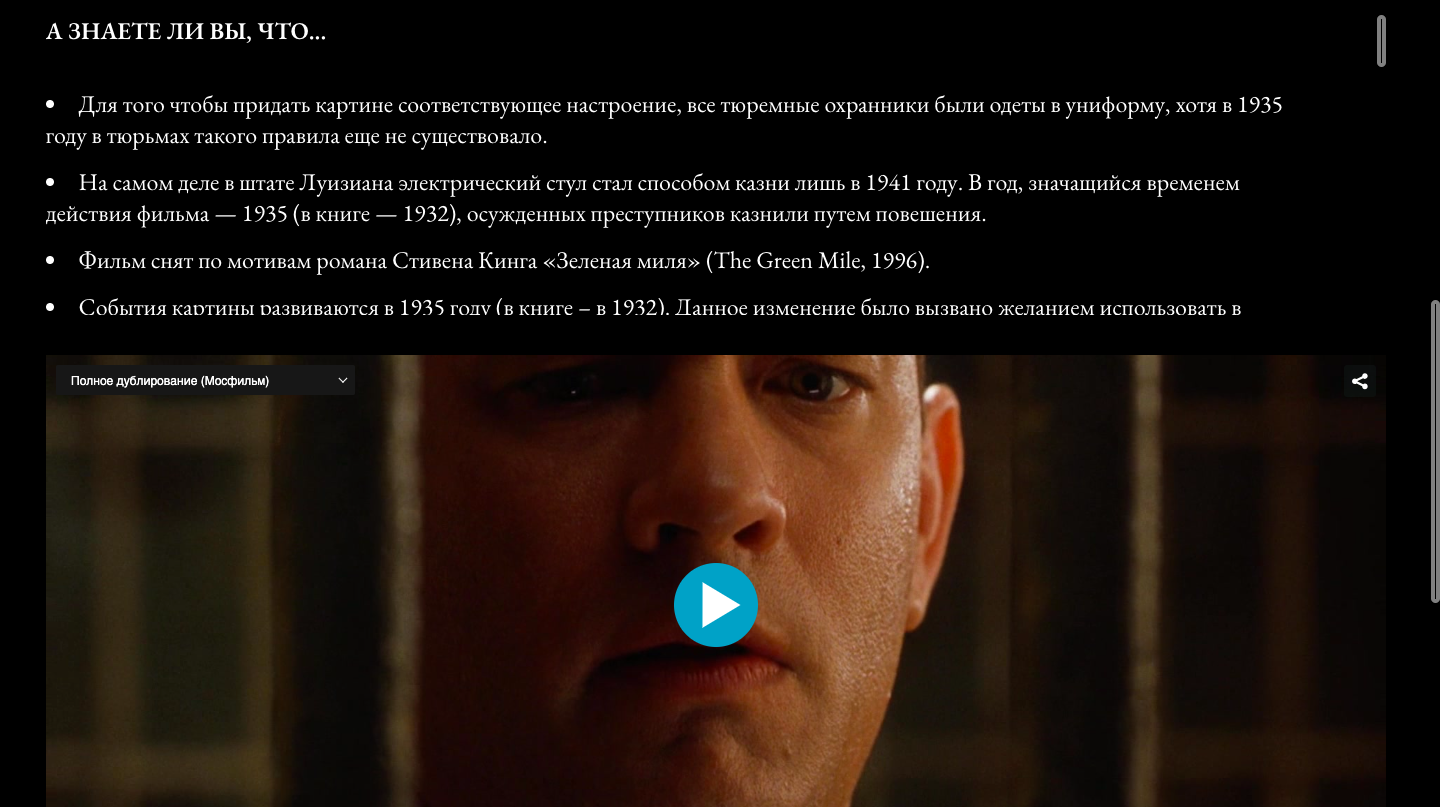 А ЗНАЕТЕ ЛИ ВЫ, ЧТО...
• Для того чтобы придать картине соответствующее настроение, все тюремные охранники были одеты в униформу, хотя в 1935
году в тюрьмах такого правила еще не существовало.
• На самом деле в штате Луизиана электрический стул стал способом казни лишь в 1941 году. В год, значащийся временем
действия фильма — 1935 (в книге — 1932), осужденных преступников казнили путем повешения.
• Фильм снят по мотивам романа Стивена Кинга «Зеленая миля» (The Green Mile, 1996).
• События картины развиваются в 1935 году (в книге – в 1932). Данное изменение было вызвано желанием использовать в
Полное дублирование (Мосфильм)